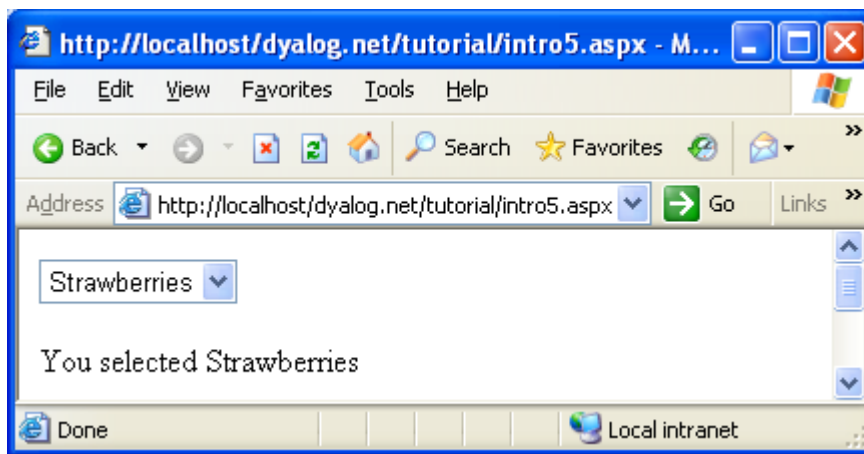 http://localhost/dyalog.net/tutorial/intro5.aspx - M...
File Edit View Favorites Tools Help
Back Search Favorites »
Address http://localhost/dyalog.net/tutorial/intro5.aspx Go Links »
Strawberries
You selected Strawberries
Done Local intranet